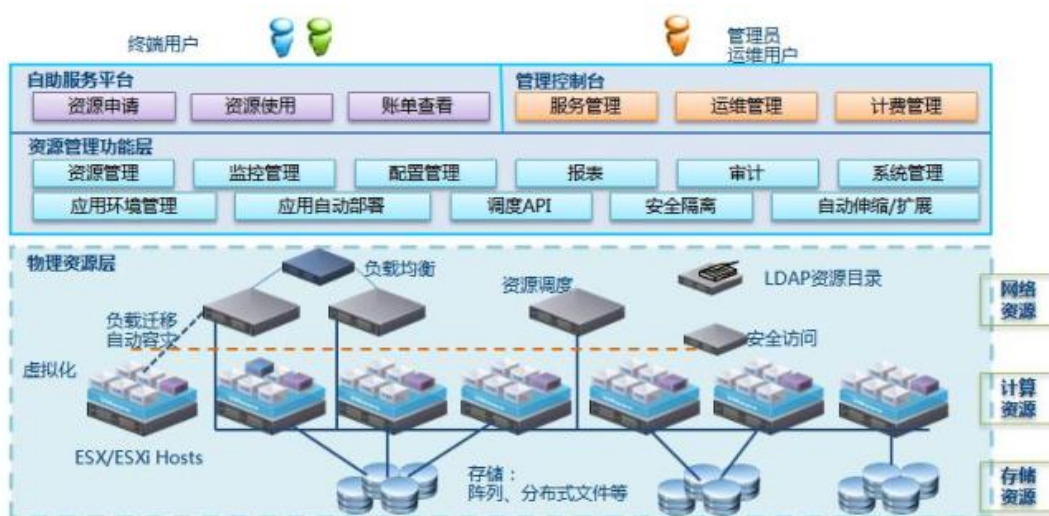 终端用户
管理员
运维用户
自助服务平台
管理控制台
资源申请
资源使用
账单查看
服务管理
运维管理
计费管理
资源管理功能层
资源管理
监控管理
配置管理
报表
审计
系统管理
应用环境管理
应用自动部署
调度API
安全隔离
自动伸缩/扩展
物理资源层
负载均衡
资源调度
LDAP资源目录
网络
资源
负载迁移
自动容灾
安全访问
虚拟化
计算
资源
ESX/ESXi Hosts
存储：
阵列、分布式文件等
存储
资源